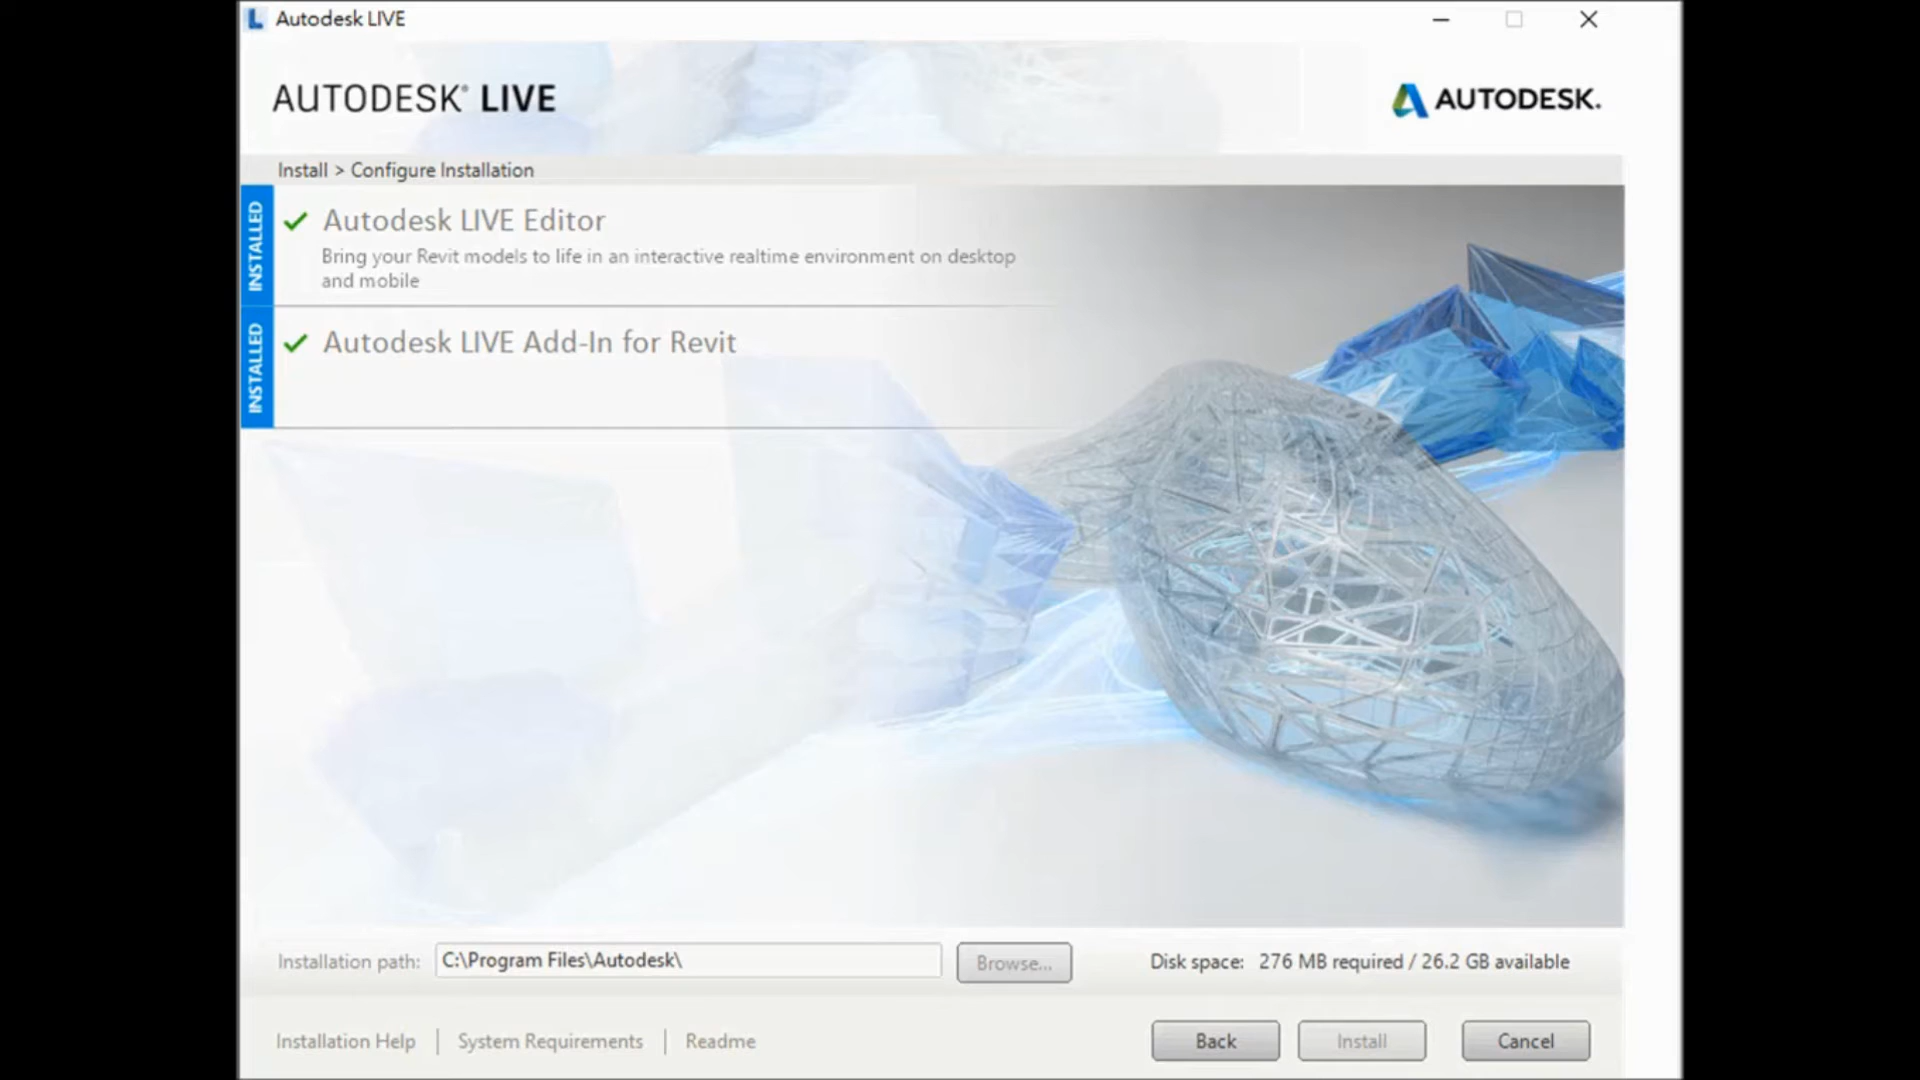 Autodesk LIVE
AUTODESK® LIVE
AUTODESK.
Install > Configure Installation
INSTALLED
Autodesk LIVE Editor
Bring your Revit models to life in an interactive realtime environment on desktop
and mobile
INSTALLED
Autodesk LIVE Add-In for Revit
Installation path: C:\Program Files\Autodesk\ Browse... Disk space: 276 MB required / 26.2 GB available
Installation Help | System Requirements | Readme Back Install Cancel